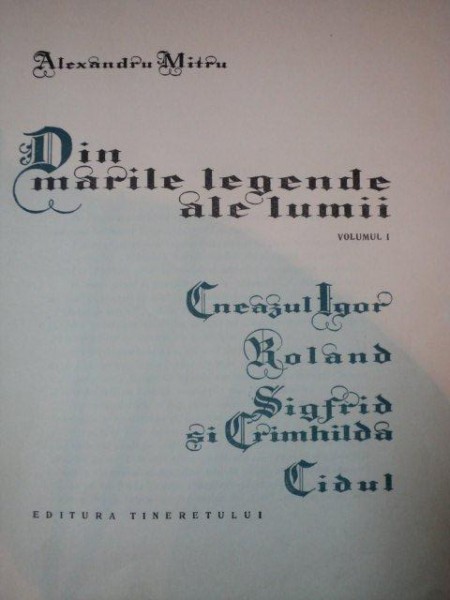 Alexandru Mitru
Din
marile legende
ale lumii
VOLUMUL I
Cneazul Igor
Roland
Sigfrid
și Crimhilda
Cidul
EDITURA TINERETULUI